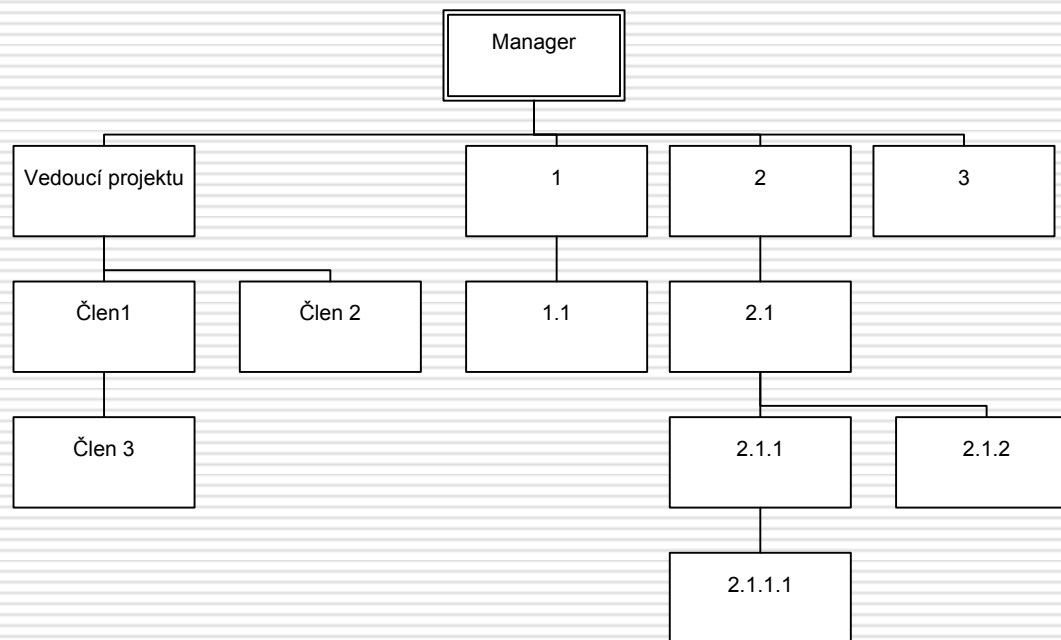 Manager
Vedoucí projektu
1
2
3
Člen1
Člen 2
1.1
2.1
Člen 3
2.1.1
2.1.2
2.1.1.1